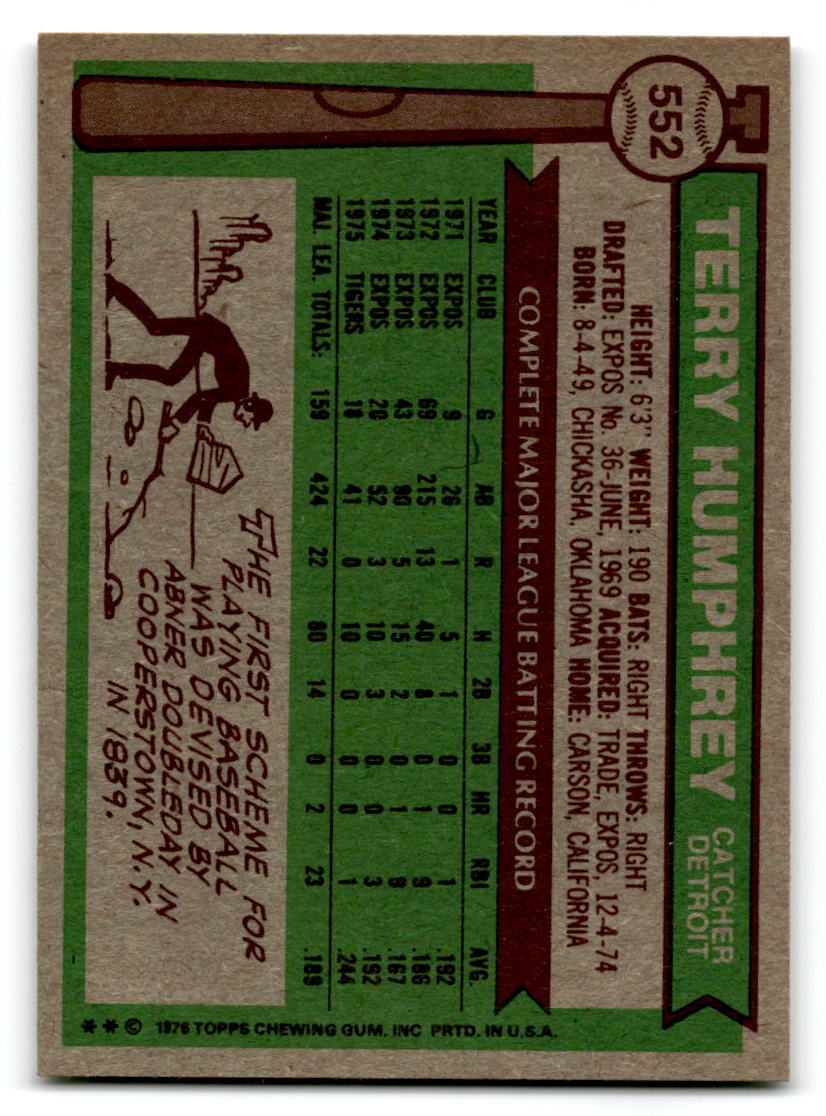 552
TERRY HUMPHREY
CATCHER
DETROIT
HEIGHT: 6'3" WEIGHT: 190 BATS: RIGHT THROWS: RIGHT
DRAFTED: EXPOS No. 36-JUNE, 1969 ACQUIRED: TRADE, EXPOS, 12-4-74
BORN: 8-4-49, CHICKASHA, OKLAHOMA HOME: CARSON, CALIFORNIA
COMPLETE MAJOR LEAGUE BATTING RECORD
YEAR CLUB G AB R H 2B 3B HR RBI AVG.
1971 EXPOS 9 26 1 5 1 0 0 1 .192
1972 EXPOS 69 215 13 40 8 0 1 9 .186
1973 EXPOS 43 90 5 15 2 0 1 9 .167
1974 EXPOS 20 52 3 10 3 0 0 3 .192
1975 TIGERS 18 41 0 10 0 0 0 1 .244
MAJ. LEA. TOTALS: 159 424 22 80 14 0 2 23 .189
THE FIRST SCHEME FOR
PLAYING BASEBALL
WAS DEVISED BY
ABNER DOUBLEDAY IN
COOPERSTOWN, N.Y.
IN 1839.
** © 1976 TOPPS CHEWING GUM, INC PRTD. IN U.S.A.